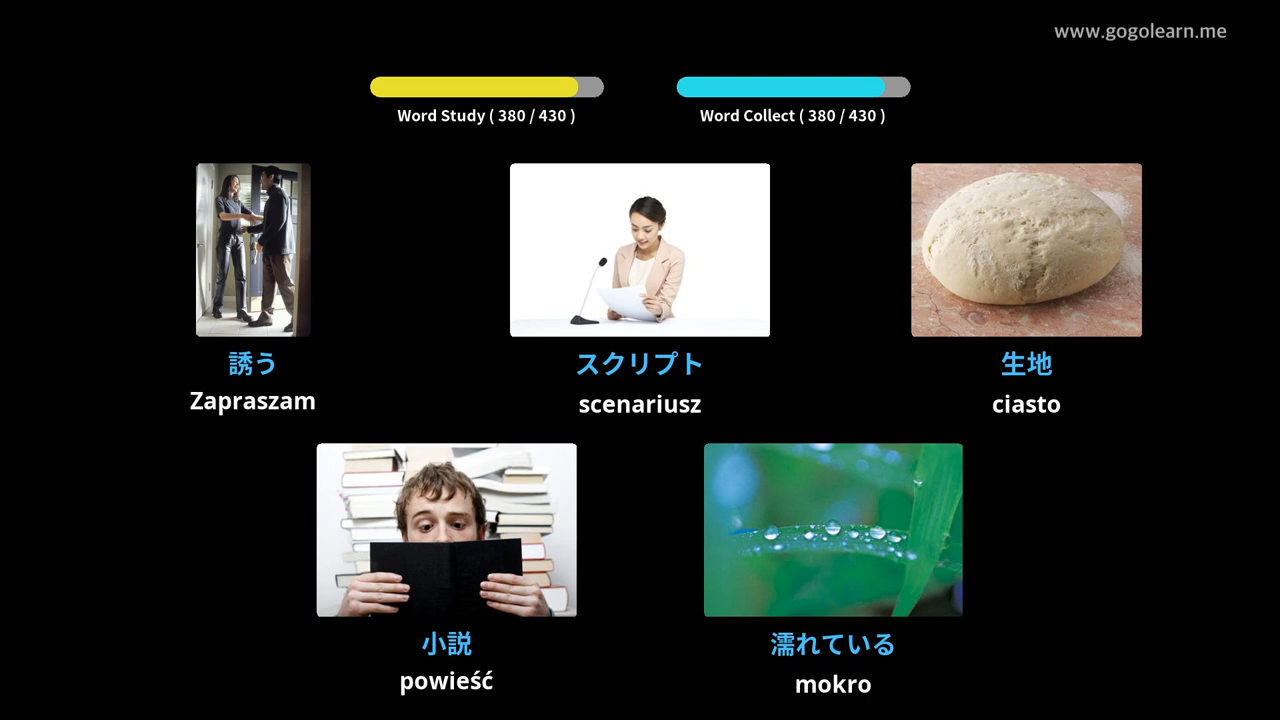 www.gogolearn.me
Word Study ( 380 / 430 )
Word Collect ( 380 / 430 )
誘う
Zapraszam
スクリプト
scenariusz
生地
ciasto
小説
powieść
濡れている
mokro